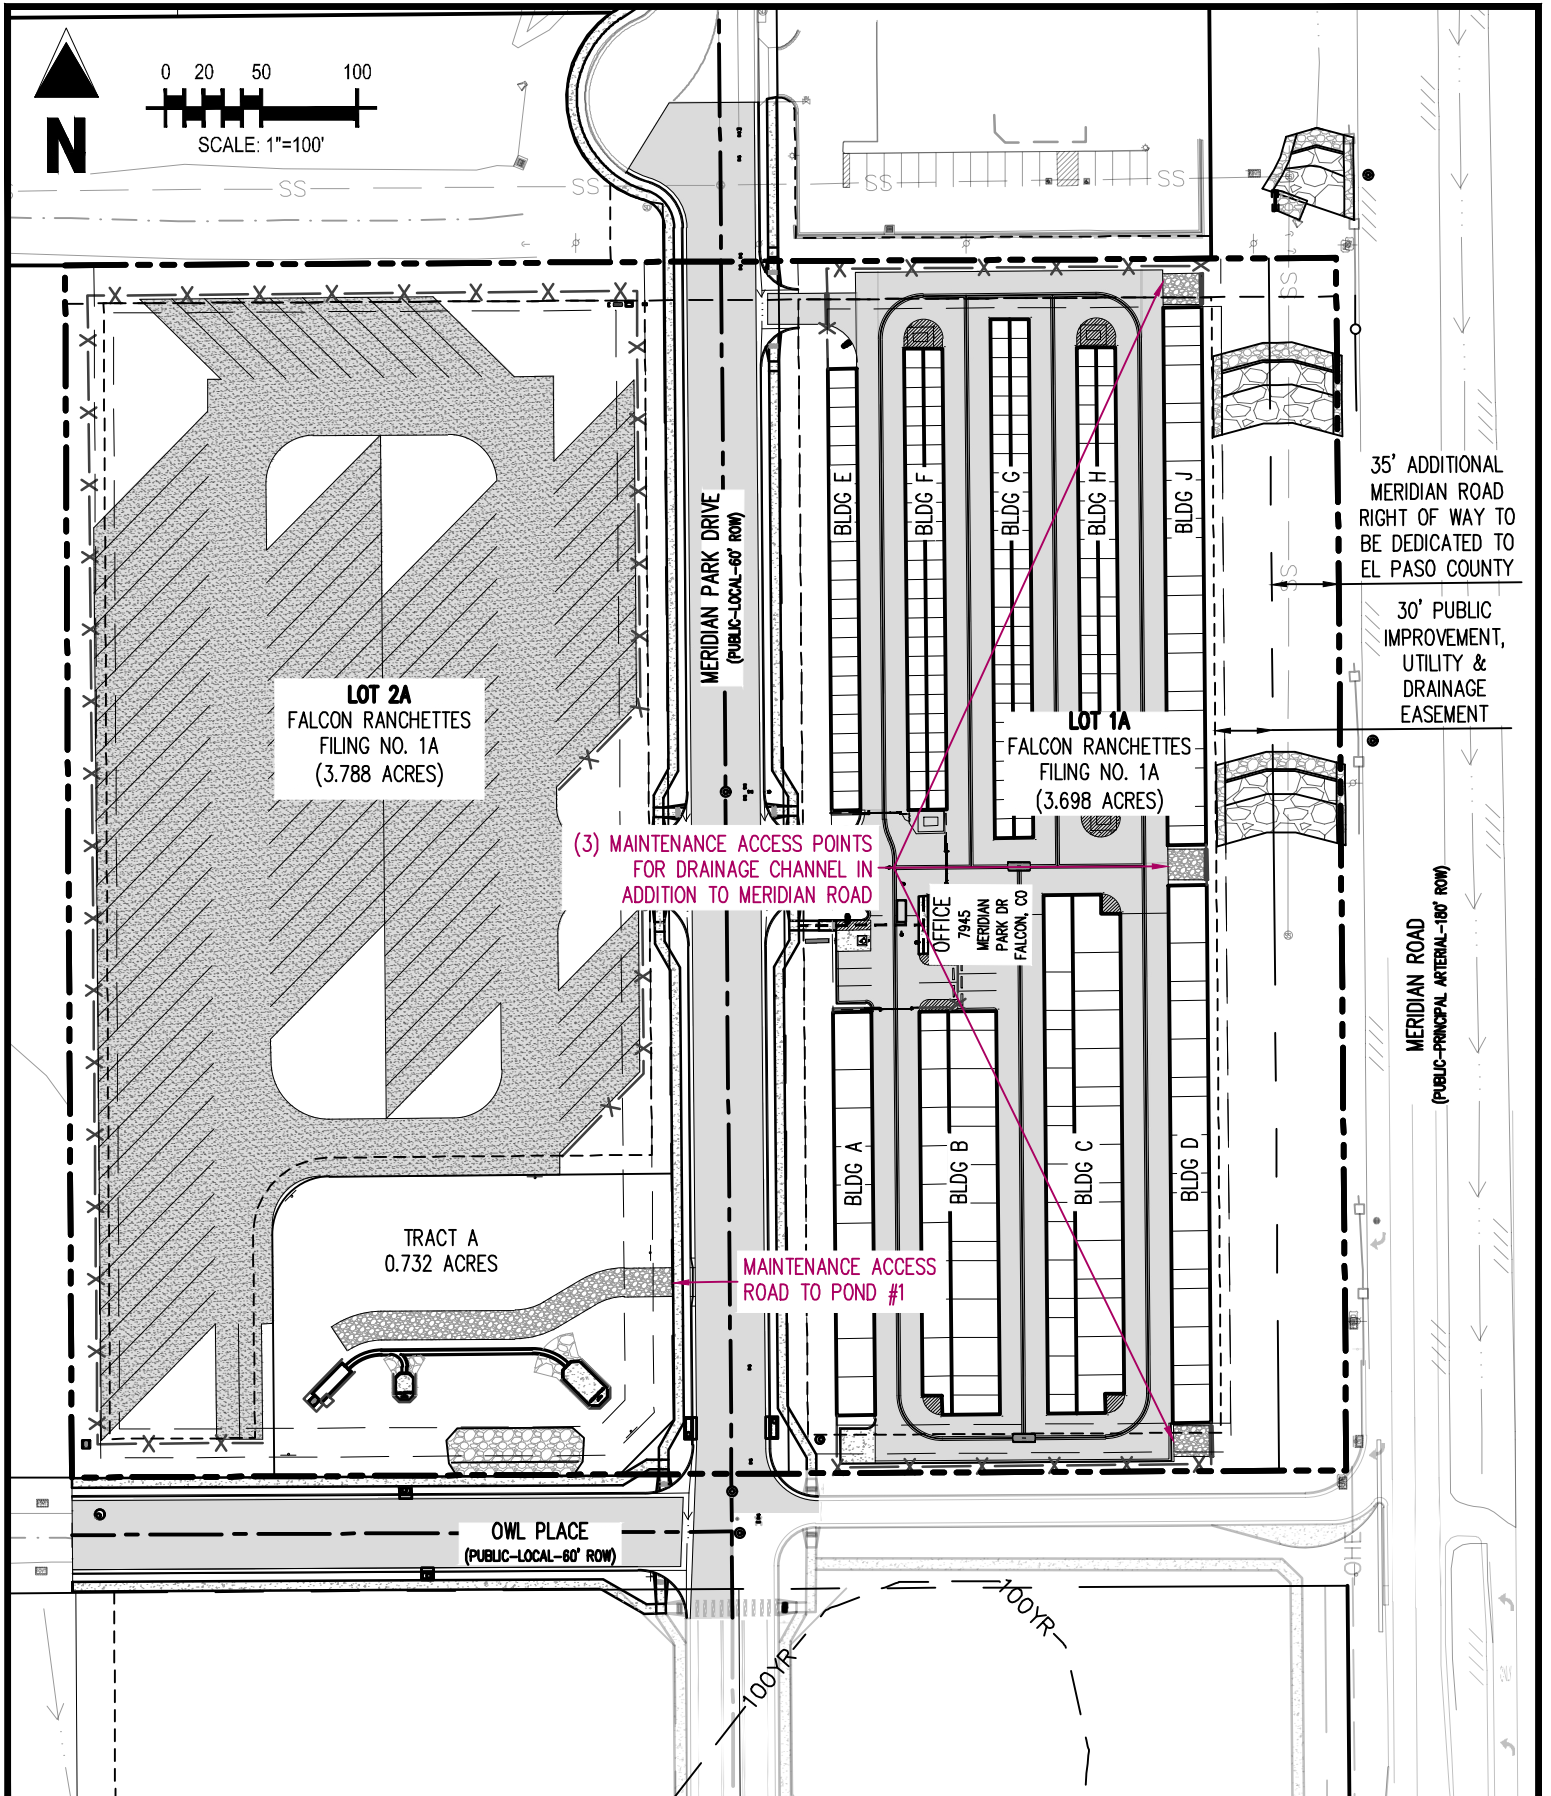 0 20 50 100
SCALE: 1"=100'
N
SS
SS
SS
SS
SS
SS
MERIDIAN PARK DRIVE
(PUBLIC-LOCAL-60' ROW)
BLDG E
BLDG F
BLDG G
BLDG H
BLDG J
35' ADDITIONAL
MERIDIAN ROAD
RIGHT OF WAY TO
BE DEDICATED TO
EL PASO COUNTY
30' PUBLIC
IMPROVEMENT,
UTILITY &
DRAINAGE
EASEMENT
LOT 2A
FALCON RANCHETTES
FILING NO. 1A
(3.788 ACRES)
LOT 1A
FALCON RANCHETTES
FILING NO. 1A
(3.698 ACRES)
(3) MAINTENANCE ACCESS POINTS
FOR DRAINAGE CHANNEL IN
ADDITION TO MERIDIAN ROAD
OFFICE
7945
MERIDIAN
PARK DR
FALCON, CO
MERIDIAN ROAD
(PUBLIC-PRINCIPAL ARTERIAL-180' ROW)
BLDG A
BLDG B
BLDG C
BLDG D
TRACT A
0.732 ACRES
MAINTENANCE ACCESS
ROAD TO POND #1
OWL PLACE
(PUBLIC-LOCAL-60' ROW)
OHE
100YR
100YR